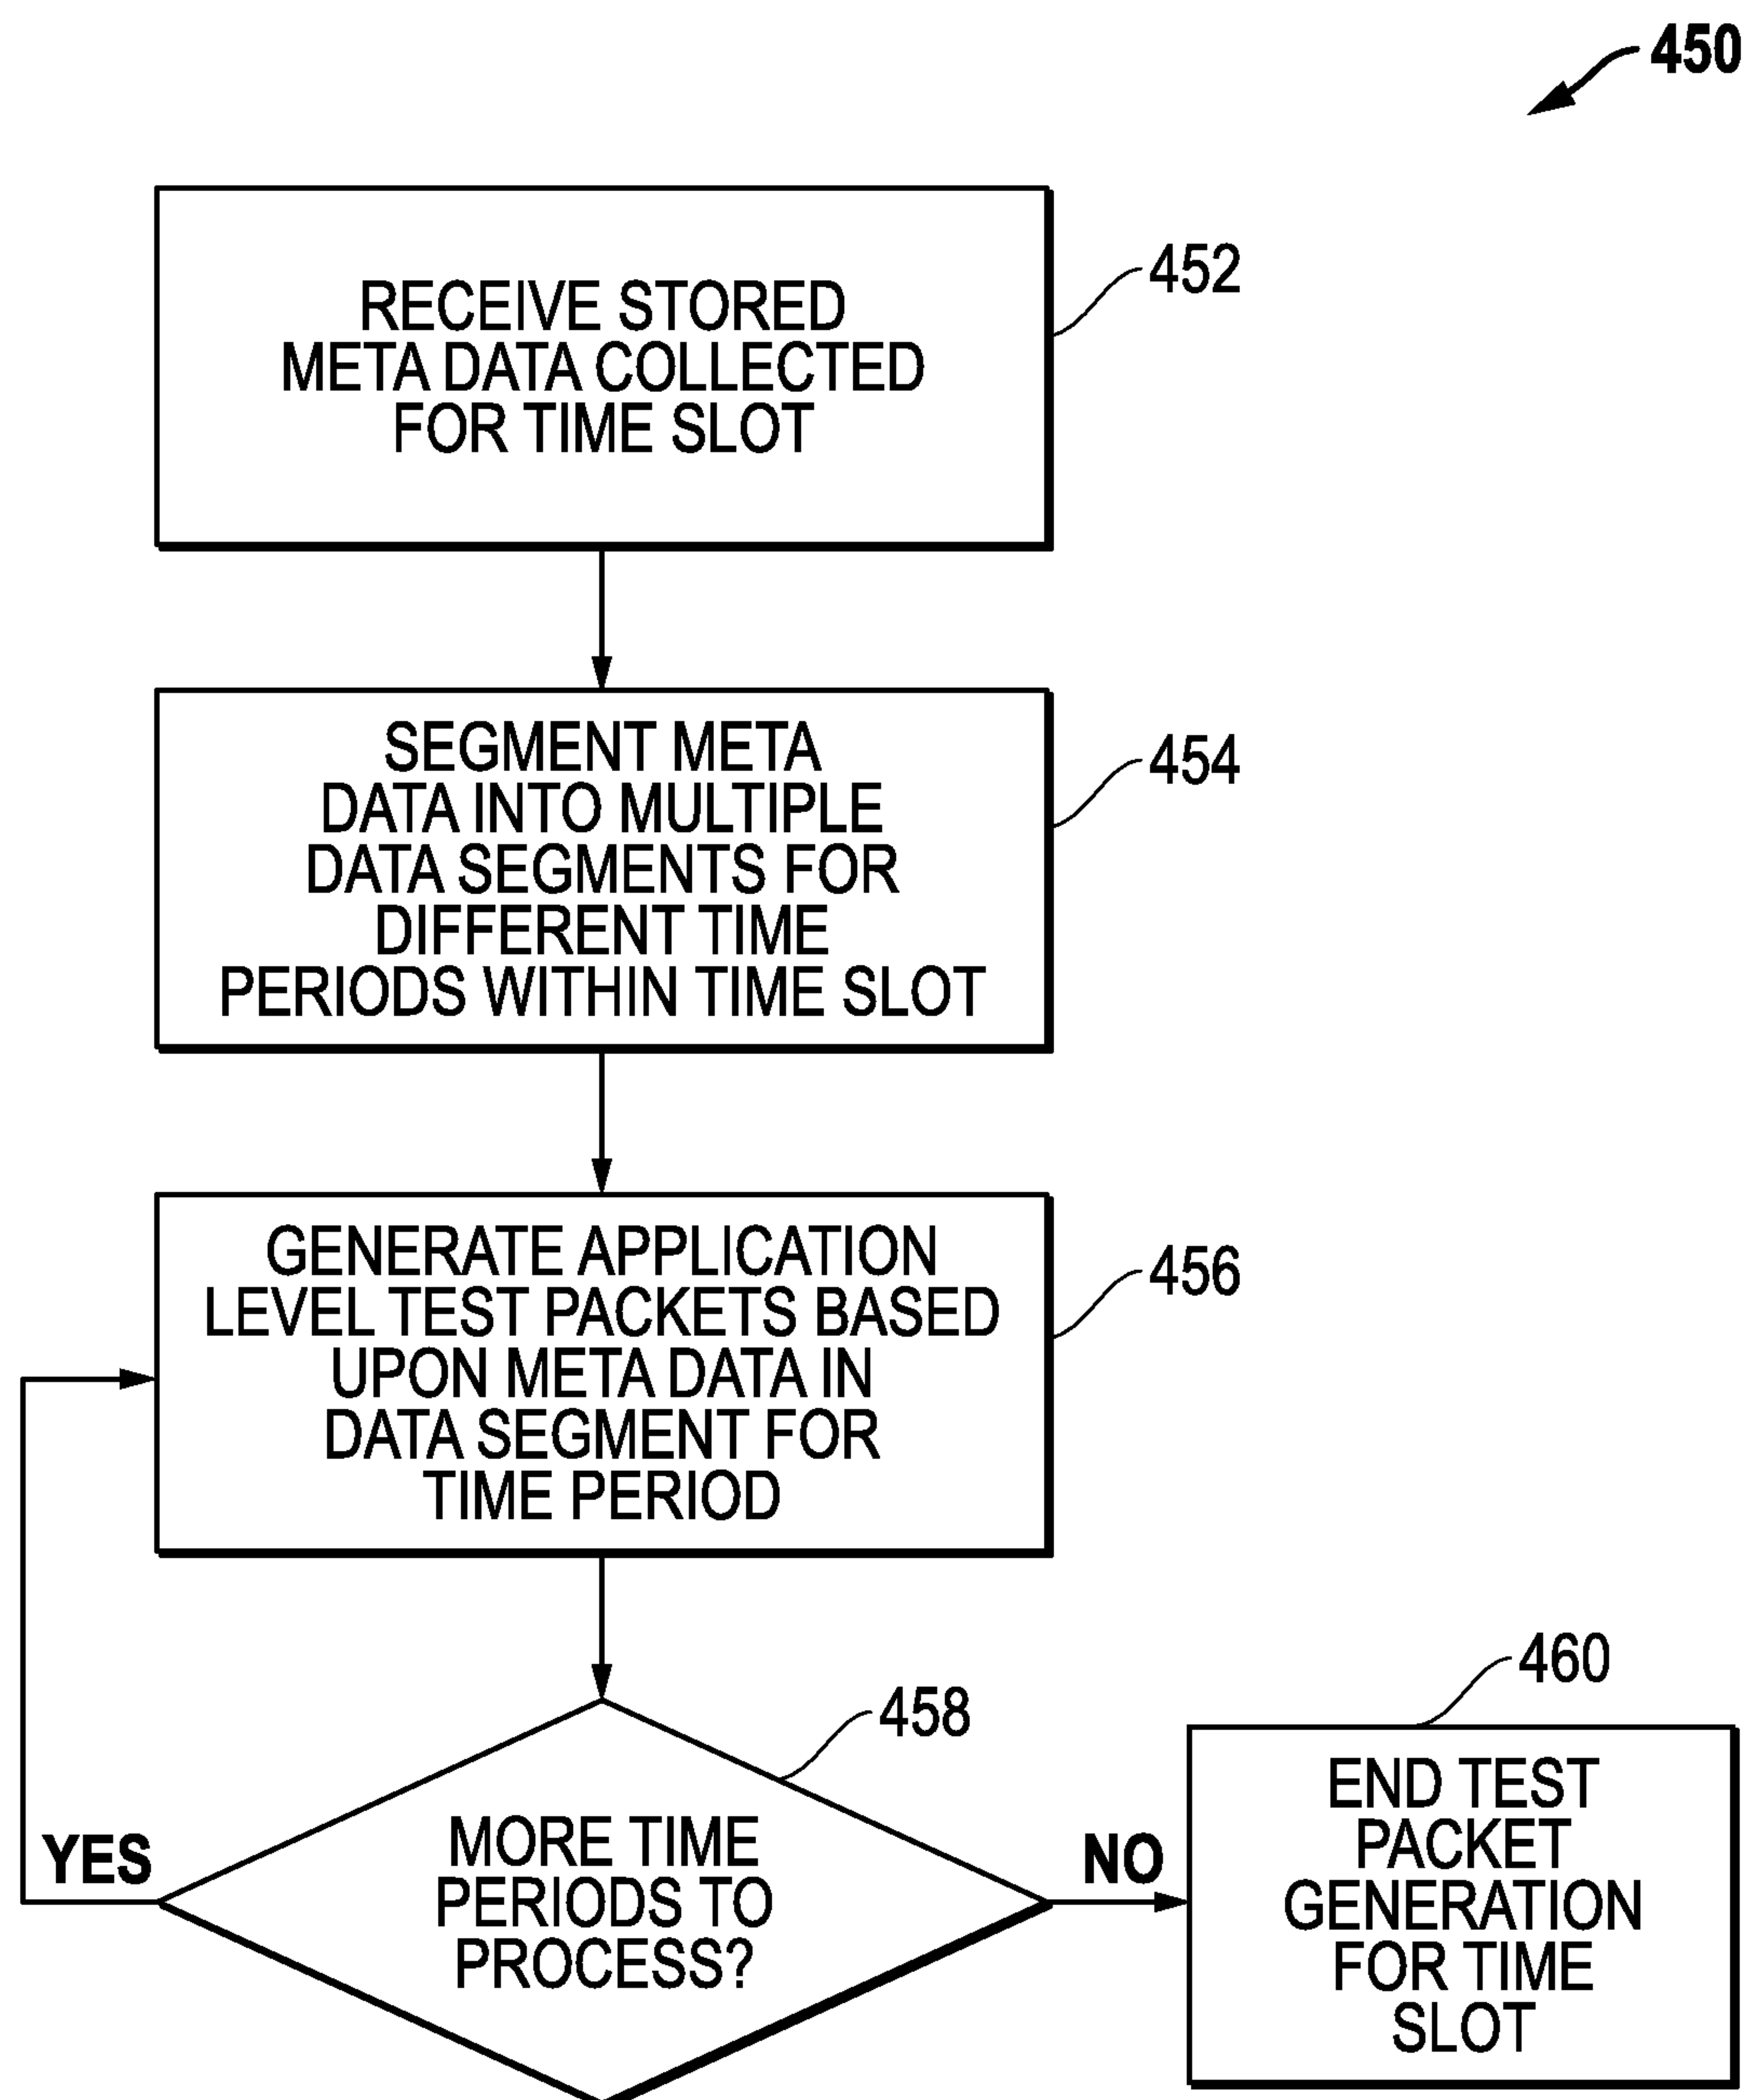 450
RECEIVE STORED
META DATA COLLECTED
FOR TIME SLOT
452
SEGMENT META
DATA INTO MULTIPLE
DATA SEGMENTS FOR
DIFFERENT TIME
PERIODS WITHIN TIME SLOT
454
GENERATE APPLICATION
LEVEL TEST PACKETS BASED
UPON META DATA IN
DATA SEGMENT FOR
TIME PERIOD
456
458
MORE TIME
PERIODS TO
PROCESS?
YES
NO
460
END TEST
PACKET
GENERATION
FOR TIME
SLOT